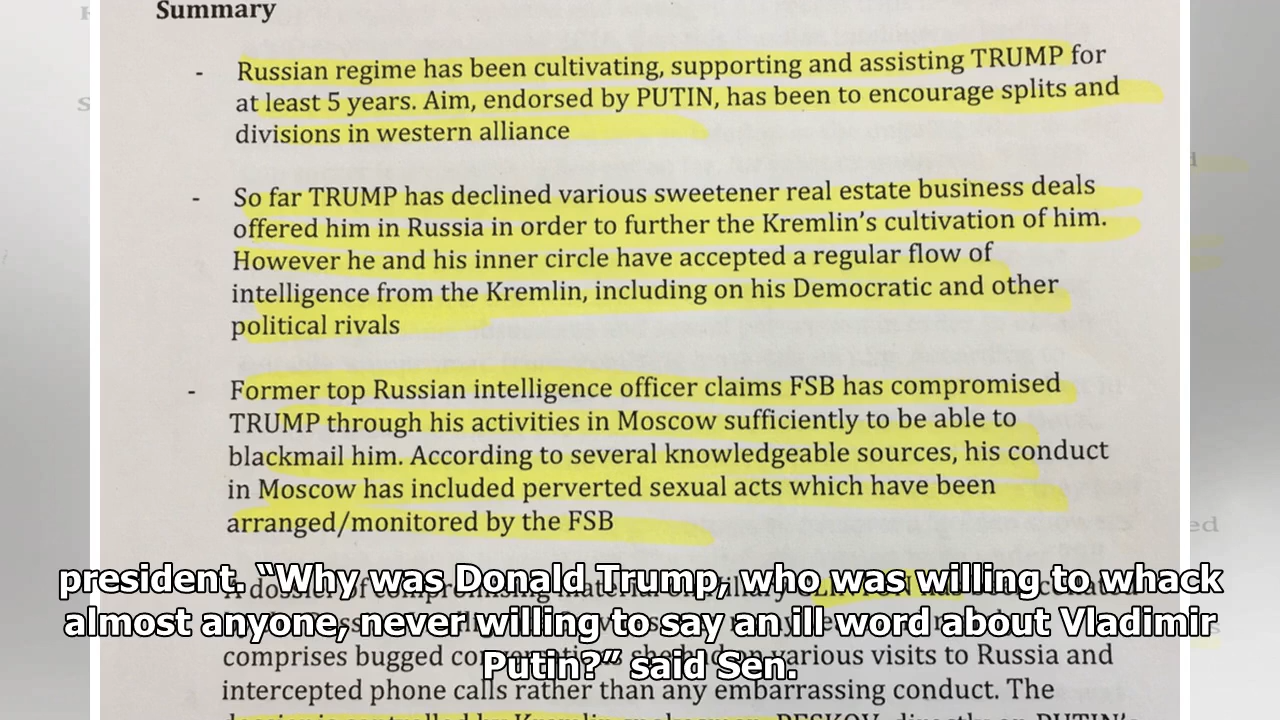 Summary
- Russian regime has been cultivating, supporting and assisting TRUMP for
at least 5 years. Aim, endorsed by PUTIN, has been to encourage splits and
divisions in western alliance
- So far TRUMP has declined various sweetener real estate business deals
offered him in Russia in order to further the Kremlin's cultivation of him.
However he and his inner circle have accepted a regular flow of
intelligence from the Kremlin, including on his Democratic and other
political rivals
- Former top Russian intelligence officer claims FSB has compromised
TRUMP through his activities in Moscow sufficiently to be able to
blackmail him. According to several knowledgeable sources, his conduct
in Moscow has included perverted sexual acts which have been
arranged/monitored by the FSB
A dossier of compromising material
president. “Why was Donald Trump, who was willing to whack
almost anyone, never willing to say an ill word about Vladimir
Putin?” said Sen.
comprises bugged various visits to Russia and
intercepted phone calls rather than any embarrassing conduct. The